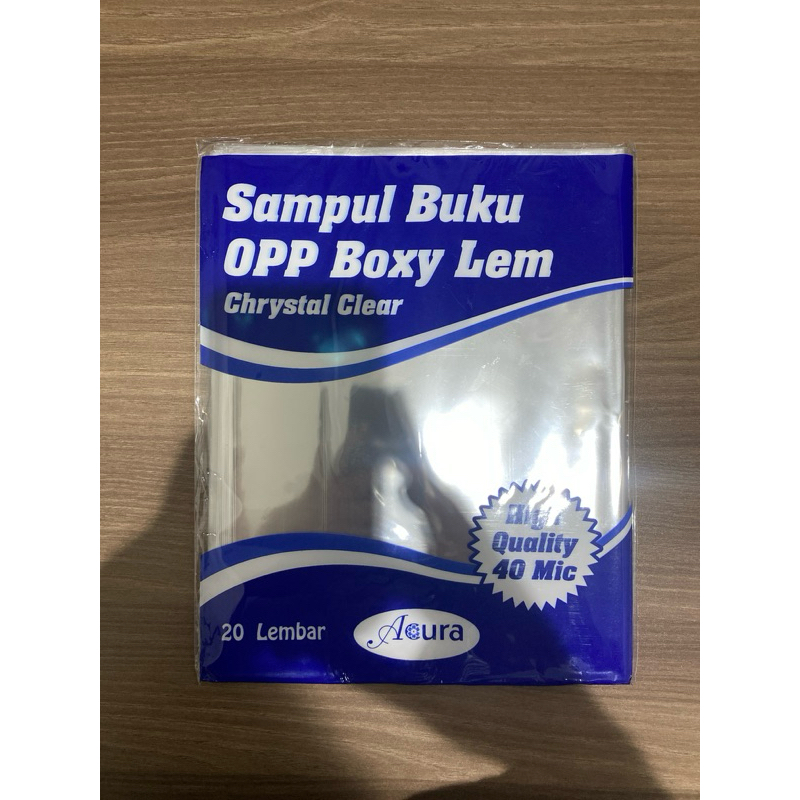 Sampul Buku
OPP Boxy Lem
Chrystal Clear
High
Quality
40 Mic
20 Lembar
Acura